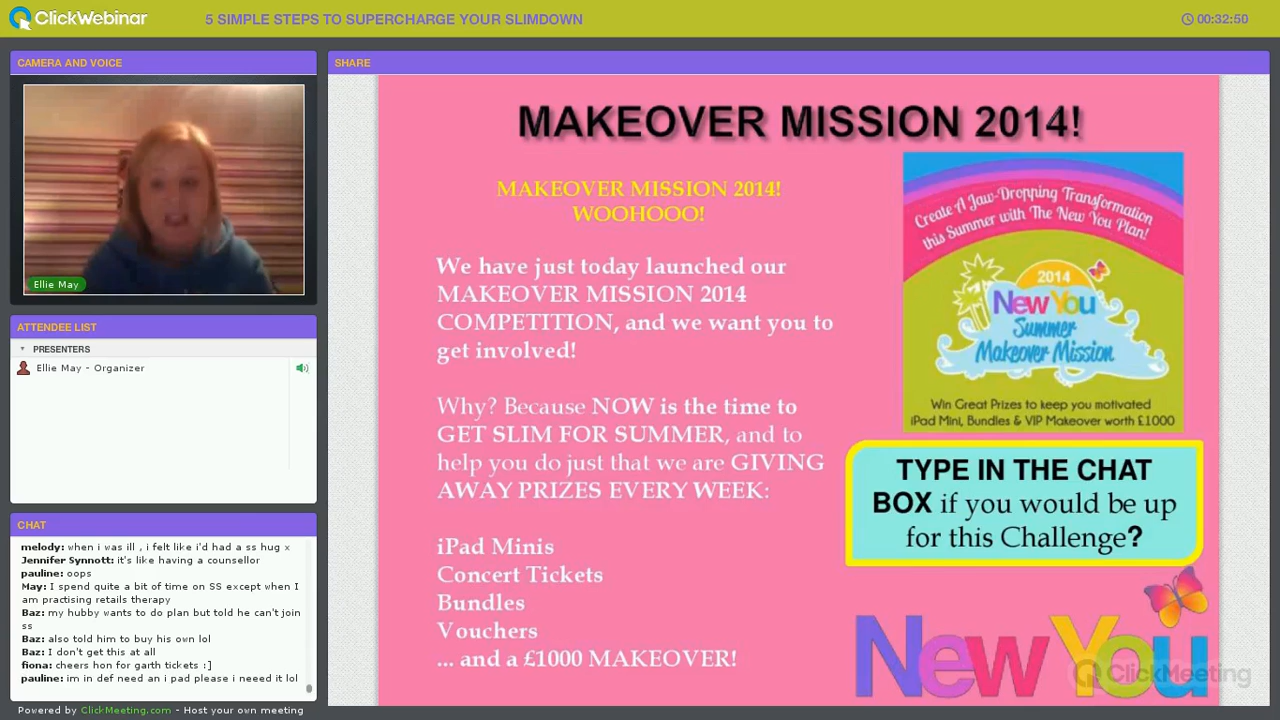 ClickWebinar
5 SIMPLE STEPS TO SUPERCHARGE YOUR SLIMDOWN
00:32:50
CAMERA AND VOICE
Ellie May
ATTENDEE LIST
PRESENTERS
Ellie May - Organizer
CHAT
melody: when i was ill , i felt like i'd had a ss hug x
Jennifer Synnott: it's like having a counsellor
pauline: oops
May: I spend quite a bit of time on SS except when I
am practising retails therapy
Baz: my hubby wants to do plan but told he can't join
ss
Baz: also told him to buy his own lol
Baz: I don't get this at all
fiona: cheers hon for garth tickets :]
pauline: im in def need an i pad please i neeed it lol
Powered by ClickMeeting.com - Host your own meeting
SHARE
MAKEOVER MISSION 2014!
MAKEOVER MISSION 2014!
WOOHOOO!
We have just today launched our
MAKEOVER MISSION 2014
COMPETITION, and we want you to
get involved!
Why? Because NOW is the time to
GET SLIM FOR SUMMER, and to
help you do just that we are GIVING
AWAY PRIZES EVERY WEEK:
iPad Minis
Concert Tickets
Bundles
Vouchers
... and a £1000 MAKEOVER!
Create A Jaw-Dropping Transformation
this Summer with The New You Plan!
2014
NewYou
Summer
Makeover Mission
Win Great Prizes to keep you motivated
iPad Mini, Bundles & VIP Makeover worth £1000
TYPE IN THE CHAT
BOX if you would be up
for this Challenge?
NewYou
ClickMeeting